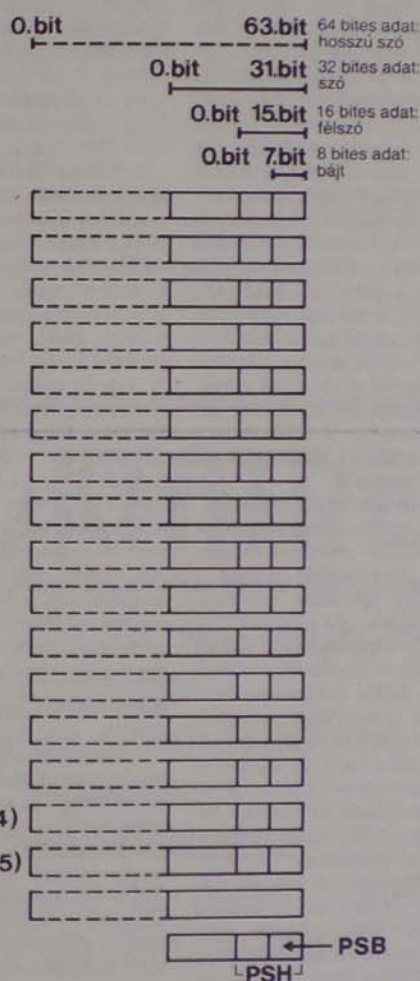 0.bit 63.bit 64 bites adat:
hosszú szó
0.bit 31.bit 32 bites adat:
szó
0.bit 15.bit 16 bites adat:
félszó
0.bit 7.bit 8 bites adat:
bájt
4)
5)
PSB
PSH